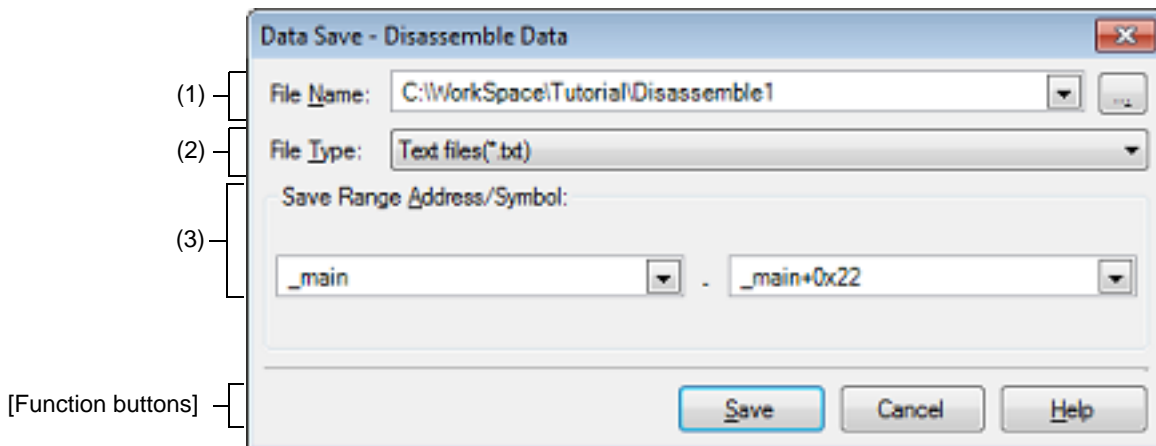 Data Save - Disassemble Data
(1) File Name: C:\WorkSpace\Tutorial\Disassemble1 ...
(2) File Type: Text files(*.txt)
Save Range Address/Symbol:
(3)
_main - _main+0x22
[Function buttons] Save Cancel Help